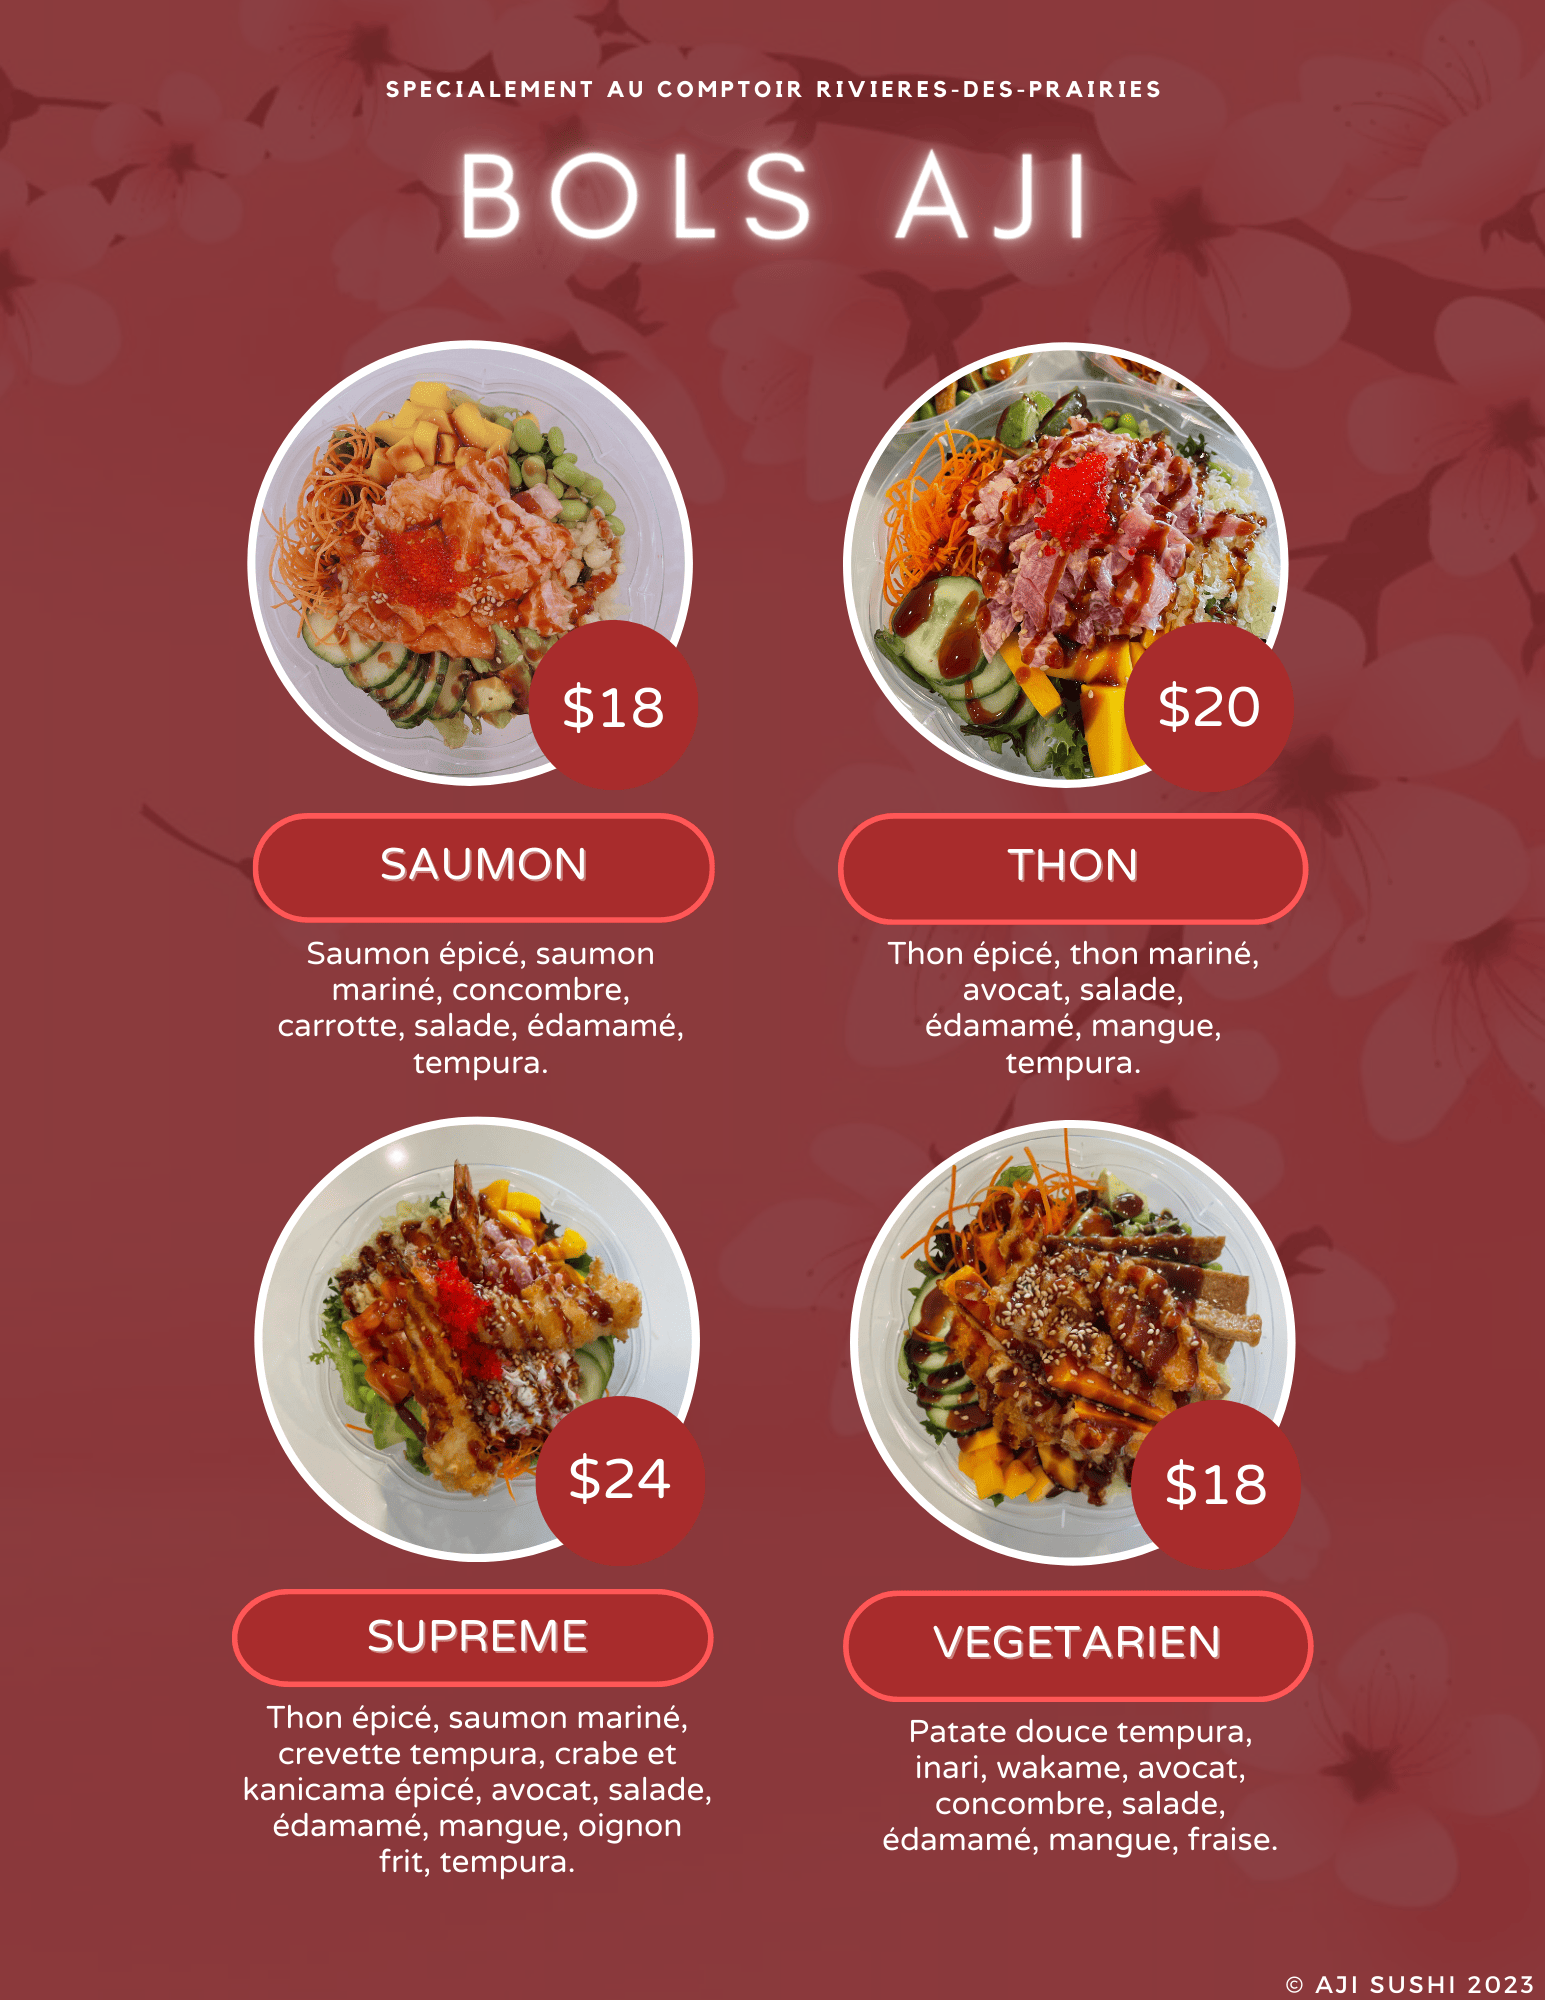 SPECIALEMENT AU COMPTOIR RIVIERES-DES-PRAIRIES
BOLS AJI
$18
SAUMON
Saumon épicé, saumon
mariné, concombre,
carrotte, salade, édamamé,
tempura.
$20
THON
Thon épicé, thon mariné,
avocat, salade,
édamamé, mangue,
tempura.
$24
SUPREME
Thon épicé, saumon mariné,
crevette tempura, crabe et
kanicama épicé, avocat, salade,
édamamé, mangue, oignon
frit, tempura.
$18
VEGETARIEN
Patate douce tempura,
inari, wakame, avocat,
concombre, salade,
édamamé, mangue, fraise.
© AJI SUSHI 2023